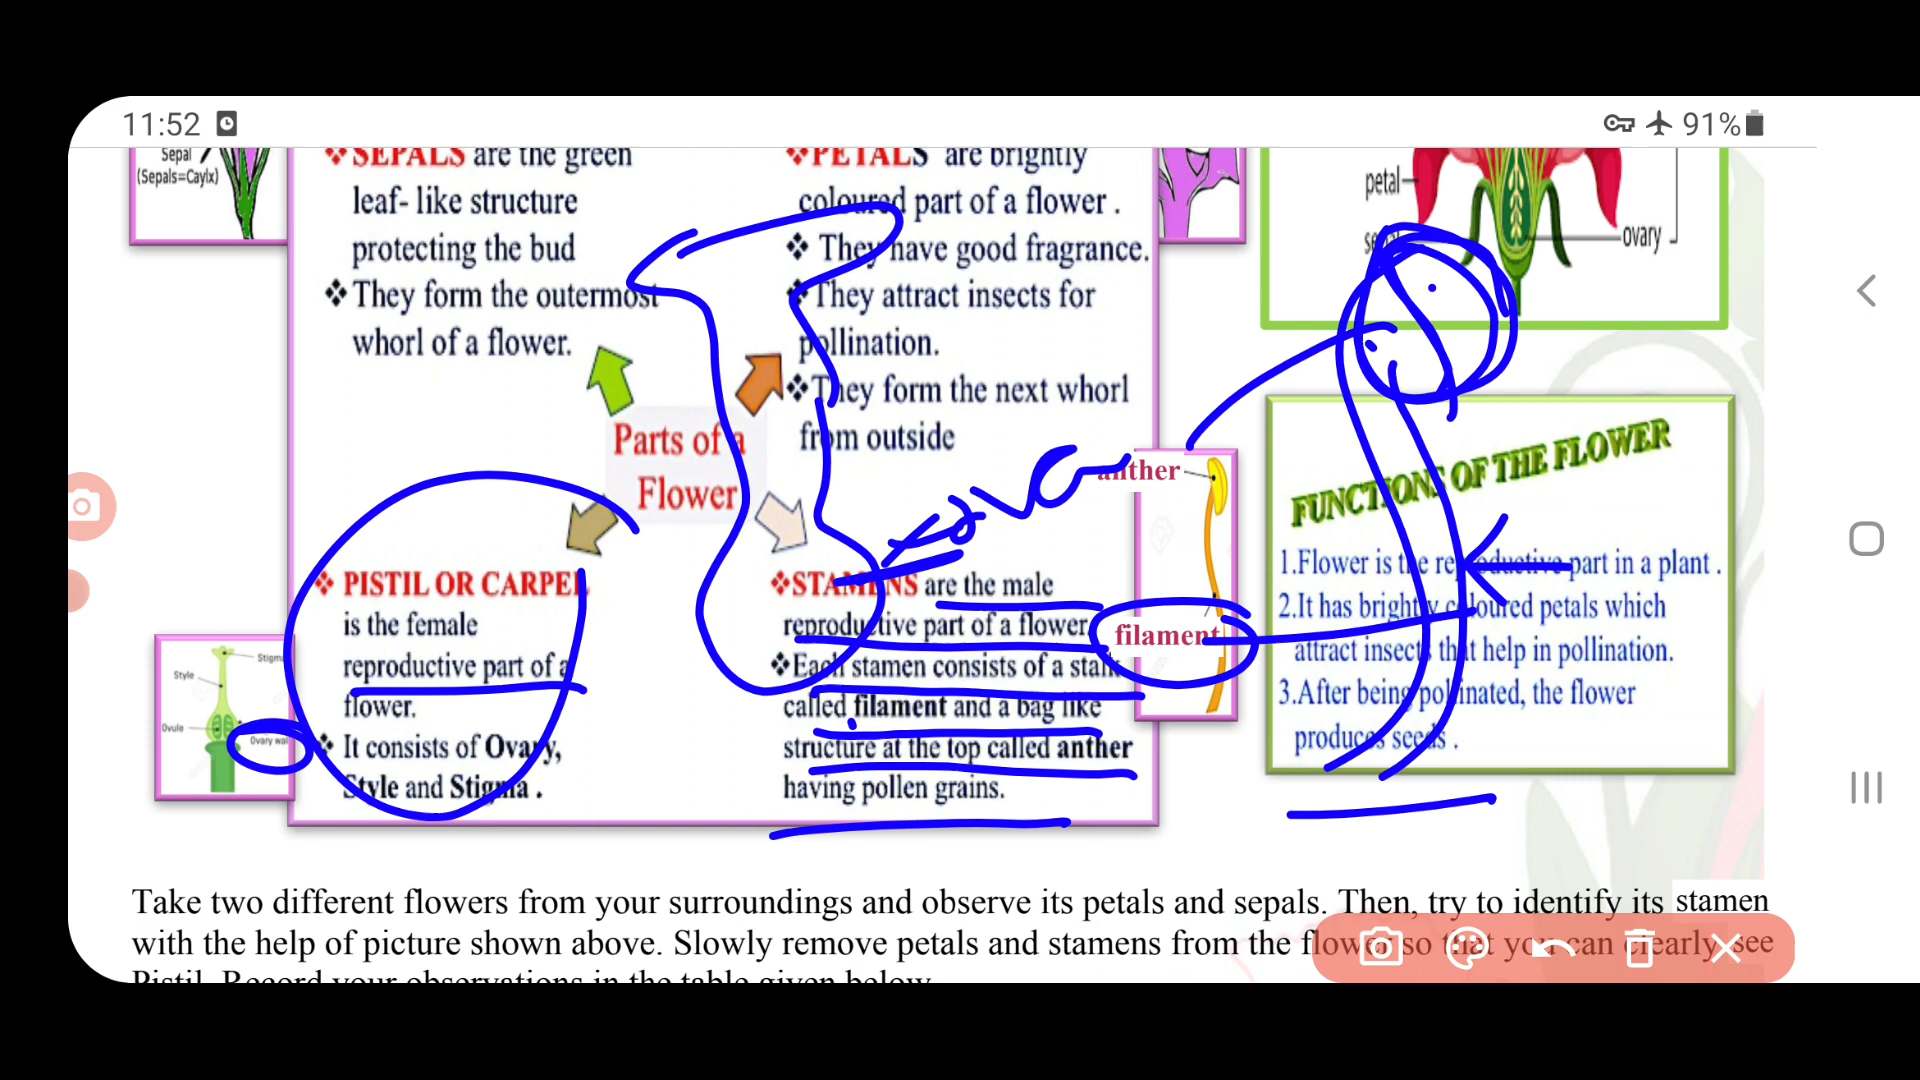 11:52
91%
Sepal
(Sepals=Caylx)
❖SEPALS are the green
leaf- like structure
protecting the bud
❖They form the outermost
whorl of a flower.
❖PETALS are brightly
coloured part of a flower .
❖ They have good fragrance.
❖They attract insects for
pollination.
❖They form the next whorl
from outside
petal
ovary
Parts of a
Flower
❖ PISTIL OR CARPEL
is the female
reproductive part of a
flower.
❖ It consists of Ovary,
Style and Stigma .
Stigma
Style
Ovule
Ovary wall
❖STAMENS are the male
reproductive part of a flower
❖Each stamen consists of a stalk
called filament and a bag like
structure at the top called anther
having pollen grains.
anther
filament
FUNCTIONS OF THE FLOWER
1.Flower is the reproductive part in a plant .
2.It has brightly coloured petals which
attract insects that help in pollination.
3.After being pollinated, the flower
produces seeds .
Take two different flowers from your surroundings and observe its petals and sepals. Then, try to identify its stamen
with the help of picture shown above. Slowly remove petals and stamens from the flower so that you can clearly see
Pistil. Record your observations in the table given below